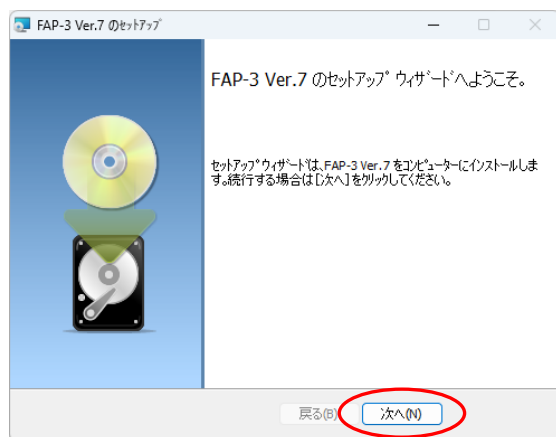 FAP-3 Ver.7 のｾｯﾄｱｯﾌﾟ
FAP-3 Ver.7 のｾｯﾄｱｯﾌﾟ ｳｨｻﾞｰﾄﾞへようこそ。
ｾｯﾄｱｯﾌﾟｳｨｻﾞｰﾄﾞは、FAP-3 Ver.7 をｺﾝﾋﾟｭｰﾀｰにｲﾝｽﾄｰﾙしま
す。続行する場合は [次へ] をｸﾘｯｸしてください。
戻る(B)
次へ(N)